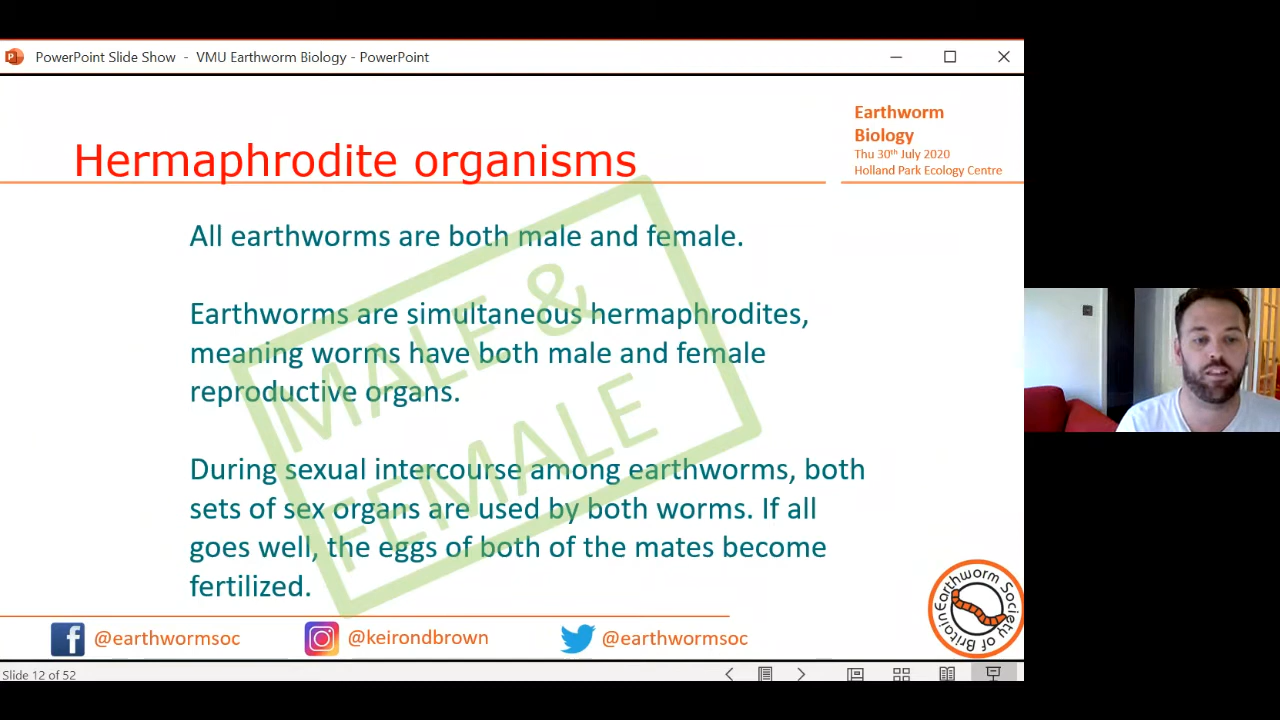 PowerPoint Slide Show - VMU Earthworm Biology - PowerPoint
Earthworm
Biology
Thu 30th July 2020
Holland Park Ecology Centre
Hermaphrodite organisms
All earthworms are both male and female.
Earthworms are simultaneous hermaphrodites,
meaning worms have both male and female
reproductive organs.
During sexual intercourse among earthworms, both
sets of sex organs are used by both worms. If all
goes well, the eggs of both of the mates become
fertilized.
MALE &
FEMALE
@earthwormsoc
@keirondbrown
@earthwormsoc
Earthworm Society
of Britain
Slide 12 of 52